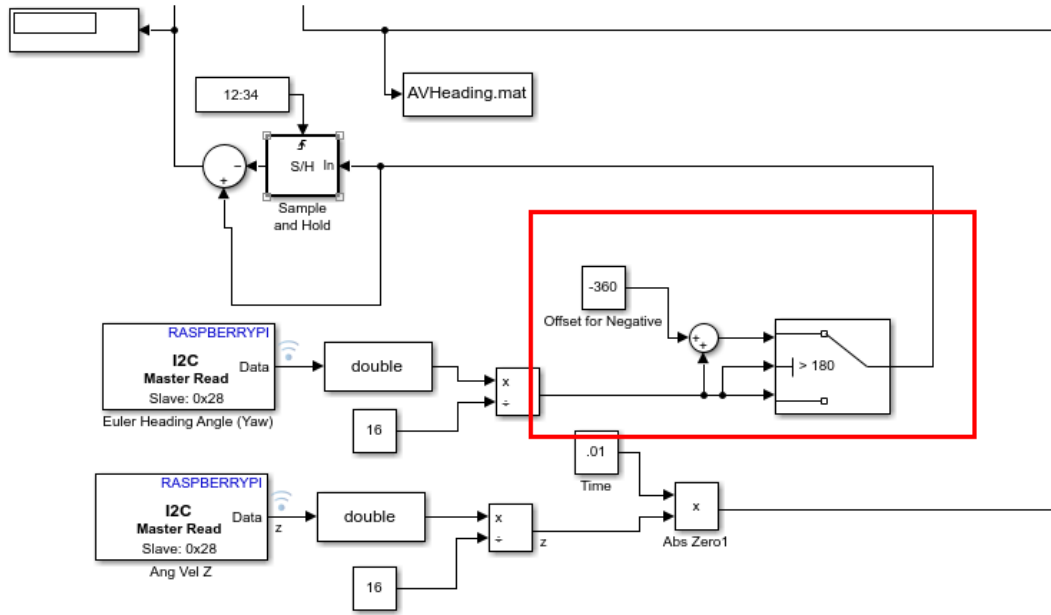 12:34
AVHeading.mat
S/H
In
−
+
Sample
and Hold
-360
Offset for Negative
+
+
> 180
RASPBERRYPI
I2C
Master Read
Slave: 0x28
Data
Euler Heading Angle (Yaw)
double
16
x
÷
.01
Time
RASPBERRYPI
I2C
Master Read
Slave: 0x28
Data
z
Ang Vel Z
double
16
x
÷
z
x
Abs Zero1